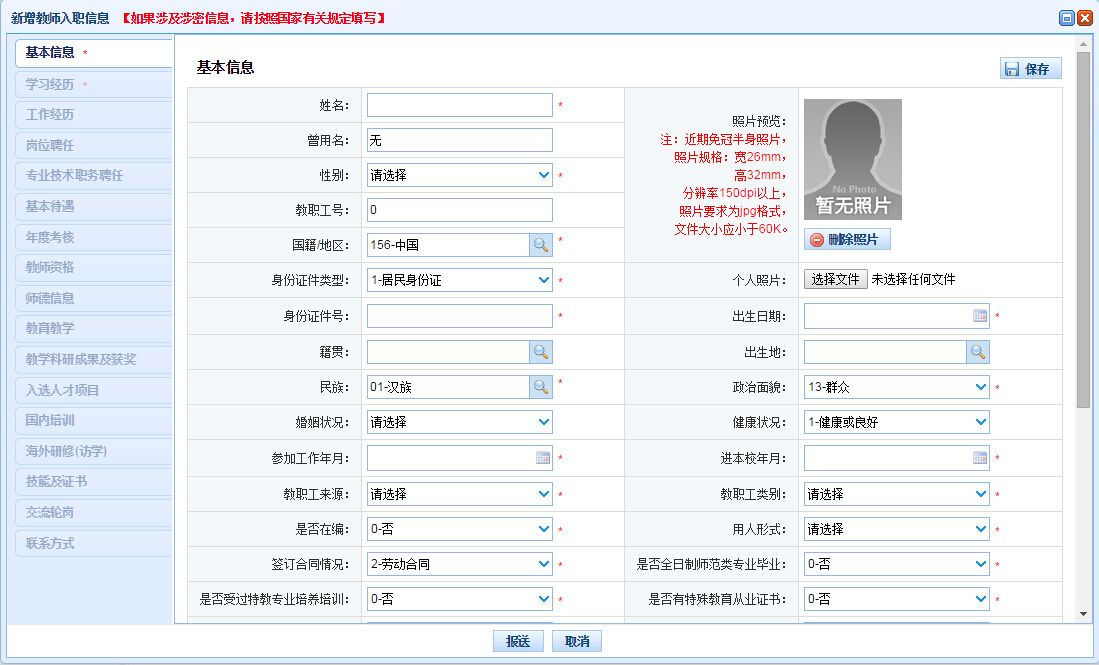 新增教师入职信息 【如果涉及涉密信息，请按照国家有关规定填写】
基本信息 *
学习经历 *
工作经历
岗位聘任
专业技术职务聘任
基本待遇
年度考核
教师资格
师德信息
教育教学
教学科研成果及获奖
入选人才项目
国内培训
海外研修(访学)
技能及证书
交流轮岗
联系方式
基本信息
保存
姓名： *
曾用名： 无
性别： 请选择 *
教职工号： 0
国籍/地区： 156-中国 *
照片预览：
注：近期免冠半身照片，
照片规格：宽26mm，
高32mm，
分辨率150dpi以上，
照片要求为jpg格式，
文件大小应小于60K。
No Photo
暂无照片
删除照片
身份证件类型： 1-居民身份证 * 个人照片： 选择文件 未选择任何文件
身份证件号： * 出生日期： *
籍贯： 出生地：
民族： 01-汉族 * 政治面貌： 13-群众 *
婚姻状况： 请选择 健康状况： 1-健康或良好
参加工作年月： * 进本校年月： *
教职工来源： 请选择 * 教职工类别： 请选择 *
是否在编： 0-否 * 用人形式： 请选择 *
签订合同情况： 2-劳动合同 * 是否全日制师范类专业毕业： 0-否 *
是否受过特教专业培养培训： 0-否 * 是否有特殊教育从业证书： 0-否 *
报送 取消